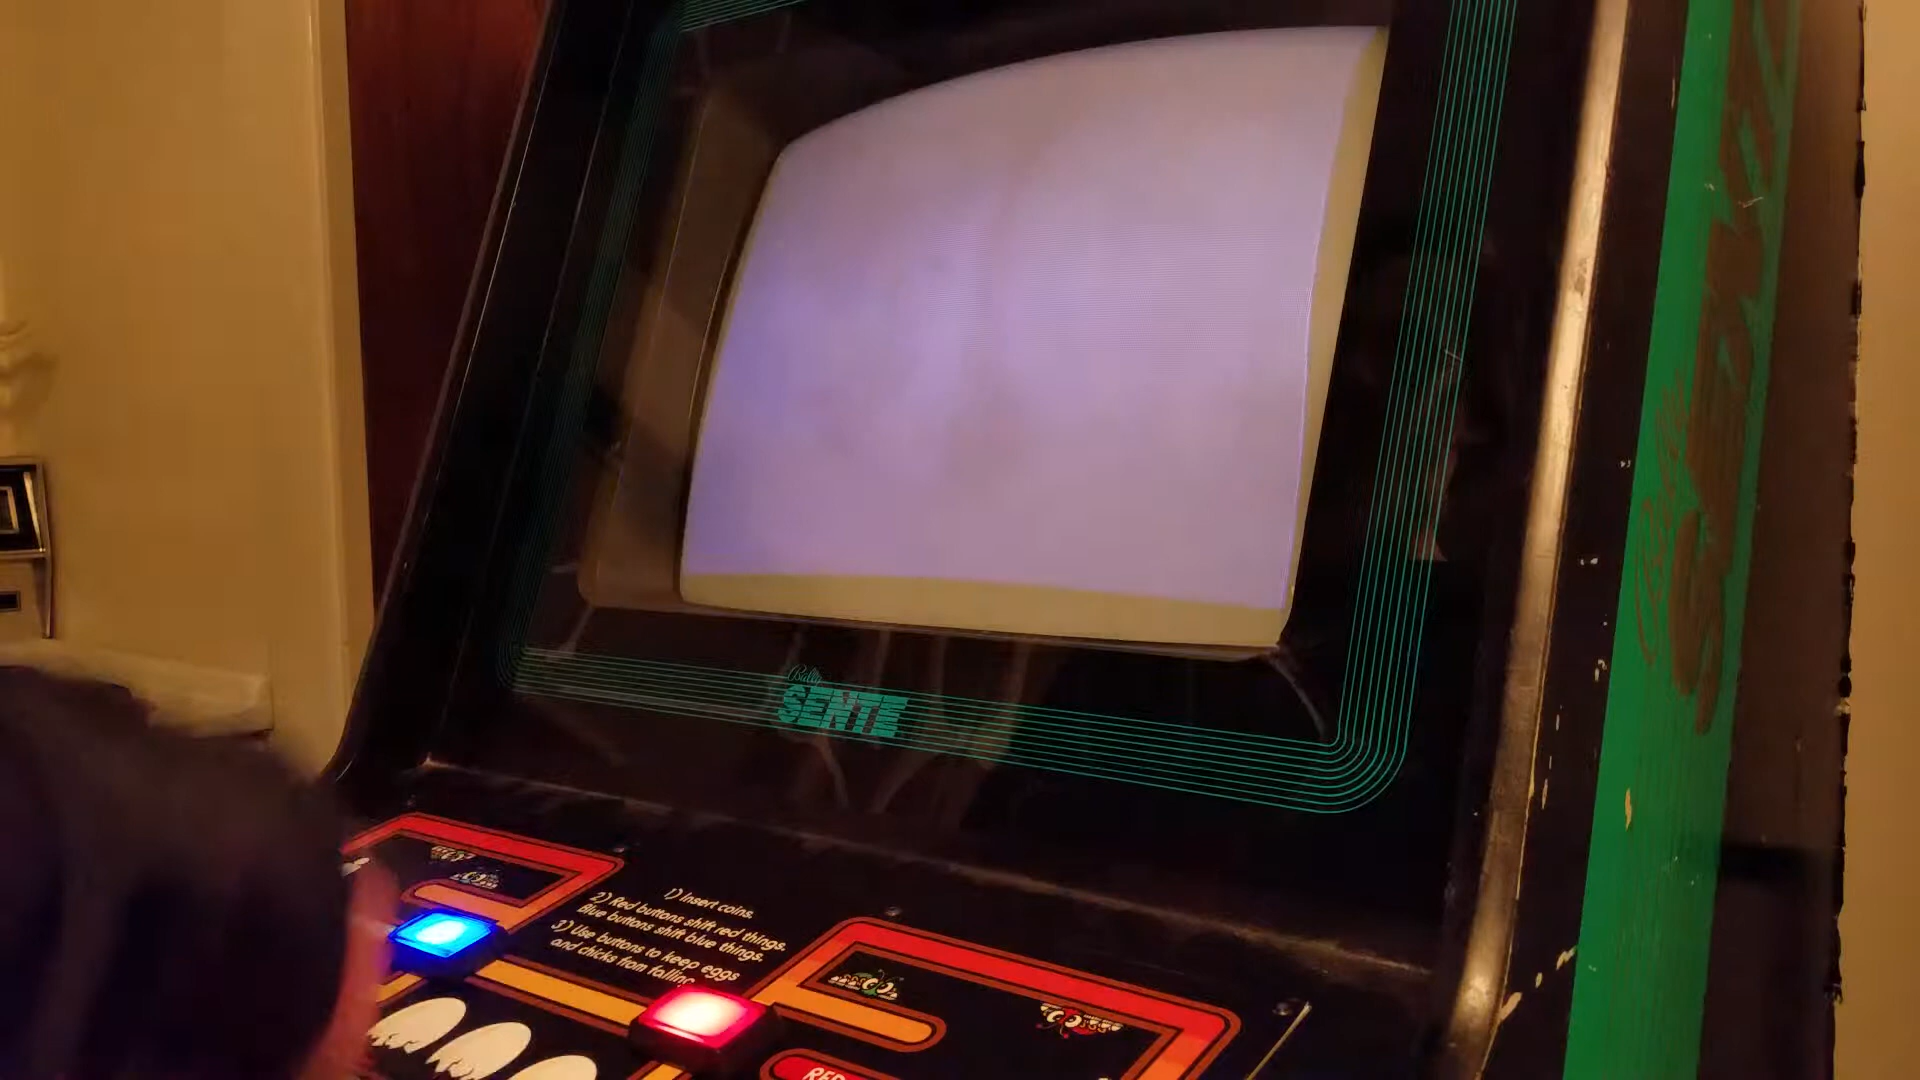 Bally
SENTE
1) Insert coins.
2) Red buttons shift red things.
Blue buttons shift blue things.
3) Use buttons to keep eggs
and chicks from falling.
RED